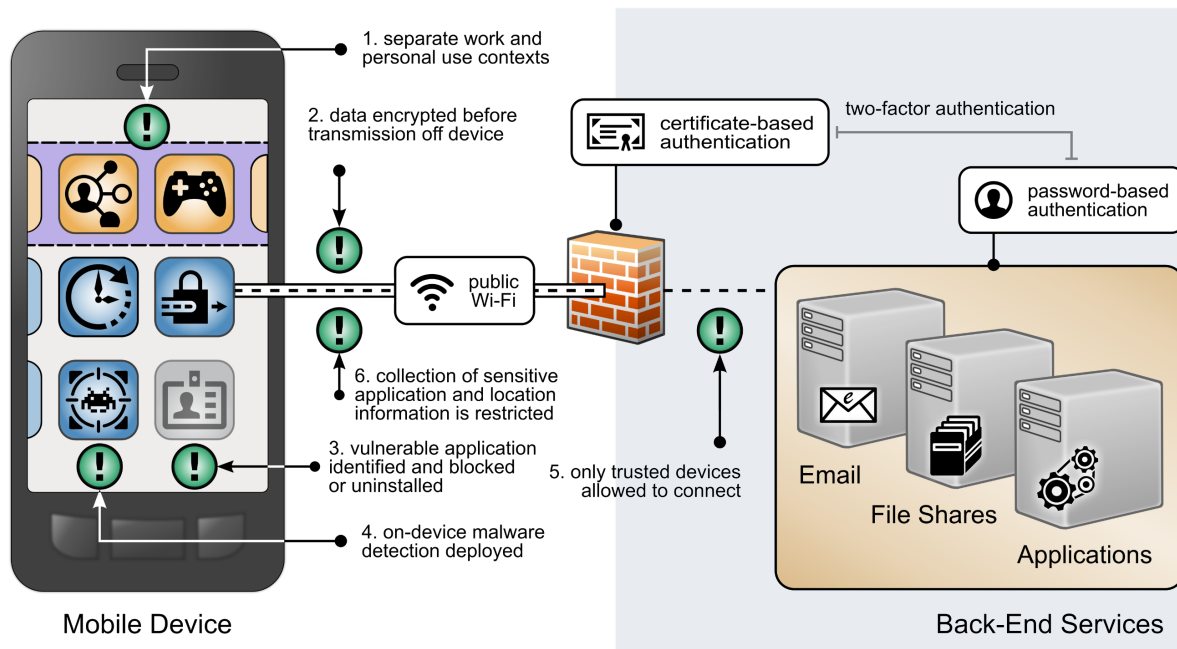 1. separate work and
personal use contexts
2. data encrypted before
transmission off device
certificate-based
authentication
two-factor authentication
password-based
authentication
public
Wi-Fi
6. collection of sensitive
application and location
information is restricted
3. vulnerable application
identified and blocked
or uninstalled
4. on-device malware
detection deployed
5. only trusted devices
allowed to connect
e
Email
File Shares
Applications
Mobile Device
Back-End Services